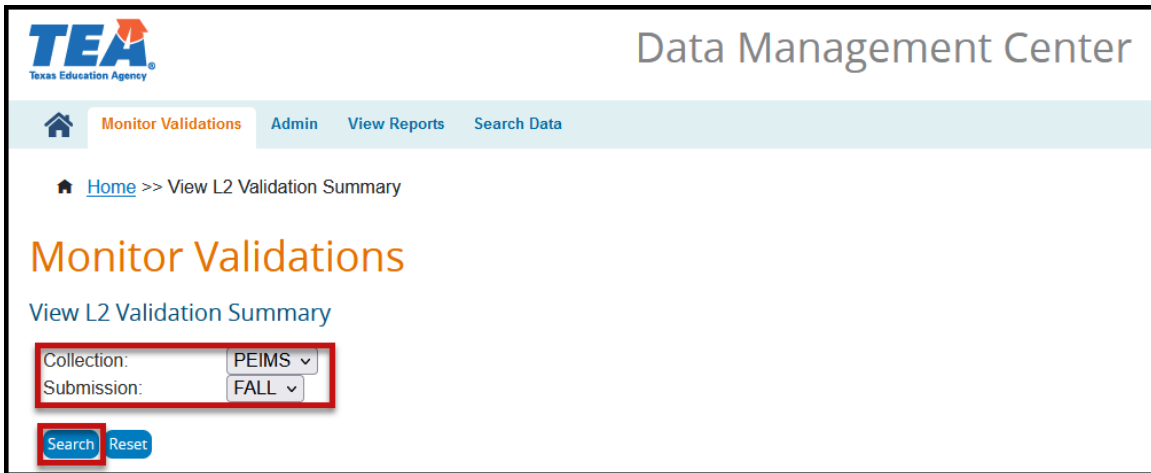 TEA®
Texas Education Agency
Data Management Center
Monitor Validations Admin View Reports Search Data
Home >> View L2 Validation Summary
Monitor Validations
View L2 Validation Summary
Collection: PEIMS
Submission: FALL
Search Reset